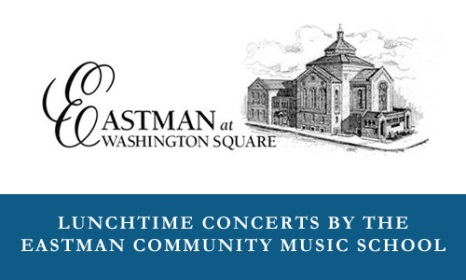 EASTMAN at
WASHINGTON SQUARE
LUNCHTIME CONCERTS BY THE
EASTMAN COMMUNITY MUSIC SCHOOL